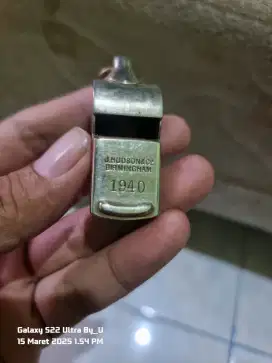 J.HUDSON&CO.
BIRMINGHAM
1940
Galaxy S22 Ultra By_U
15 Maret 2025 1.54 PM